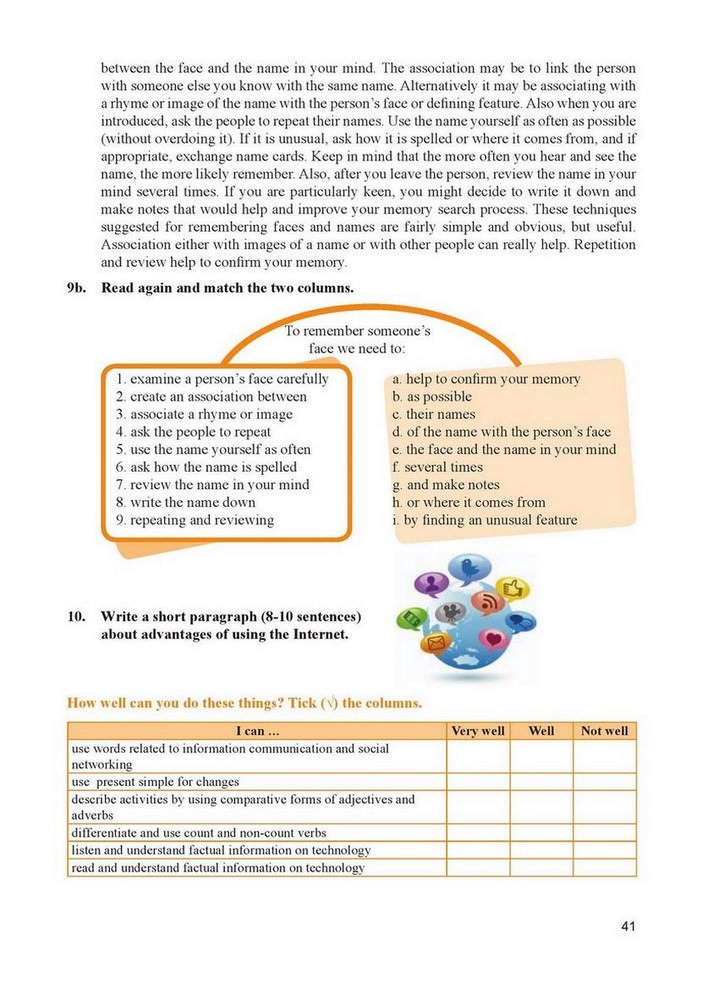 between the face and the name in your mind. The association may be to link the person
with someone else you know with the same name. Alternatively it may be associating with
a rhyme or image of the name with the person's face or defining feature. Also when you are
introduced, ask the people to repeat their names. Use the name yourself as often as possible
(without overdoing it). If it is unusual, ask how it is spelled or where it comes from, and if
appropriate, exchange name cards. Keep in mind that the more often you hear and see the
name, the more likely remember. Also, after you leave the person, review the name in your
mind several times. If you are particularly keen, you might decide to write it down and
make notes that would help and improve your memory search process. These techniques
suggested for remembering faces and names are fairly simple and obvious, but useful.
Association either with images of a name or with other people can really help. Repetition
and review help to confirm your memory.
9b. Read again and match the two columns.
To remember someone's
face we need to:
1. examine a person's face carefully
2. create an association between
3. associate a rhyme or image
4. ask the people to repeat
5. use the name yourself as often
6. ask how the name is spelled
7. review the name in your mind
8. write the name down
9. repeating and reviewing
a. help to confirm your memory
b. as possible
c. their names
d. of the name with the person's face
e. the face and the name in your mind
f. several times
g. and make notes
h. or where it comes from
i. by finding an unusual feature
10. Write a short paragraph (8-10 sentences)
about advantages of using the Internet.
How well can you do these things? Tick (√) the columns.
I can ... Very well Well Not well
use words related to information communication and social
networking
use present simple for changes
describe activities by using comparative forms of adjectives and
adverbs
differentiate and use count and non-count verbs
listen and understand factual information on technology
read and understand factual information on technology
41